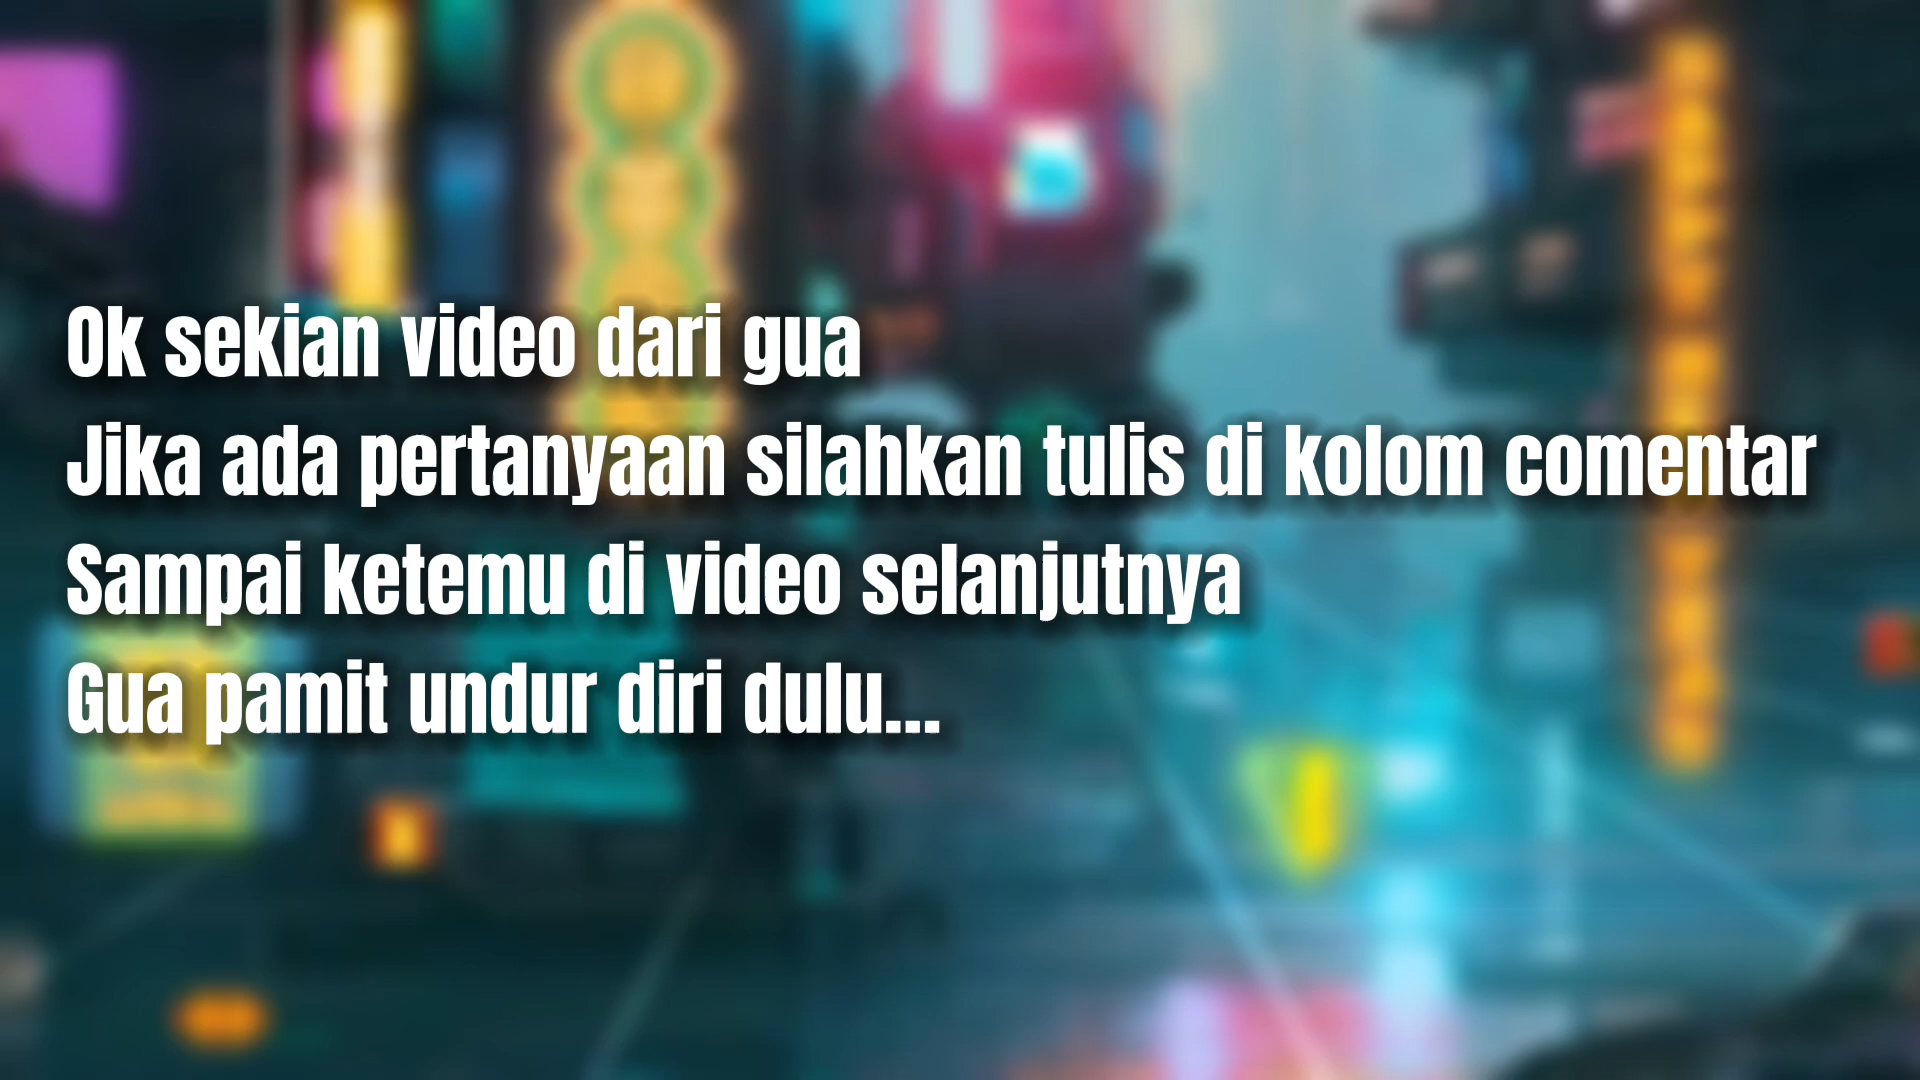 Ok sekian video dari gua
Jika ada pertanyaan silahkan tulis di kolom comentar
Sampai ketemu di video selanjutnya
Gua pamit undur diri dulu...